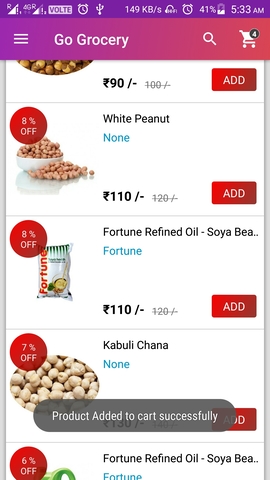 R 4G R VOLTE 149 KB/s 41% 5:33 AM
Go Grocery
4
₹90 /- 100 /- ADD
8 %
OFF
White Peanut
None
₹110 /- 120 /- ADD
8 %
OFF
Fortune Refined Oil - Soya Bea..
Fortune
Fortune
₹110 /- 120 /- ADD
7 %
OFF
Kabuli Chana
None
Product Added to cart successfully
₹130 /- ADD
6 %
OFF
Fortune Refined Oil - Soya Bea..
Fortune